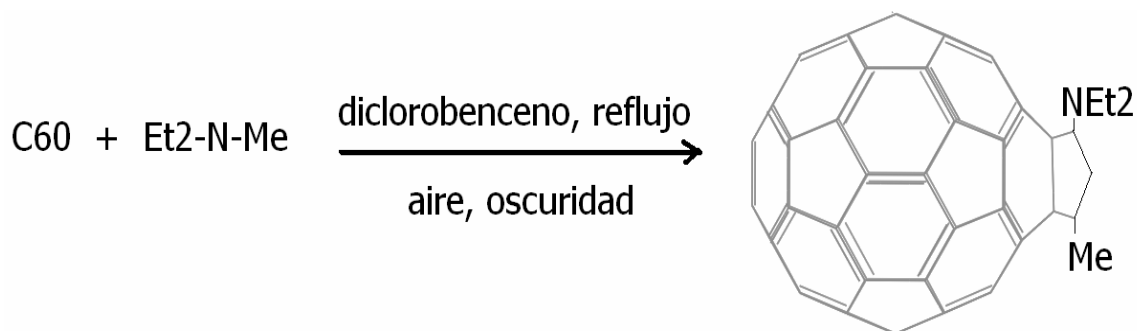 C60 + Et2-N-Me
diclorobenceno, reflujo
aire, oscuridad
NEt2
Me